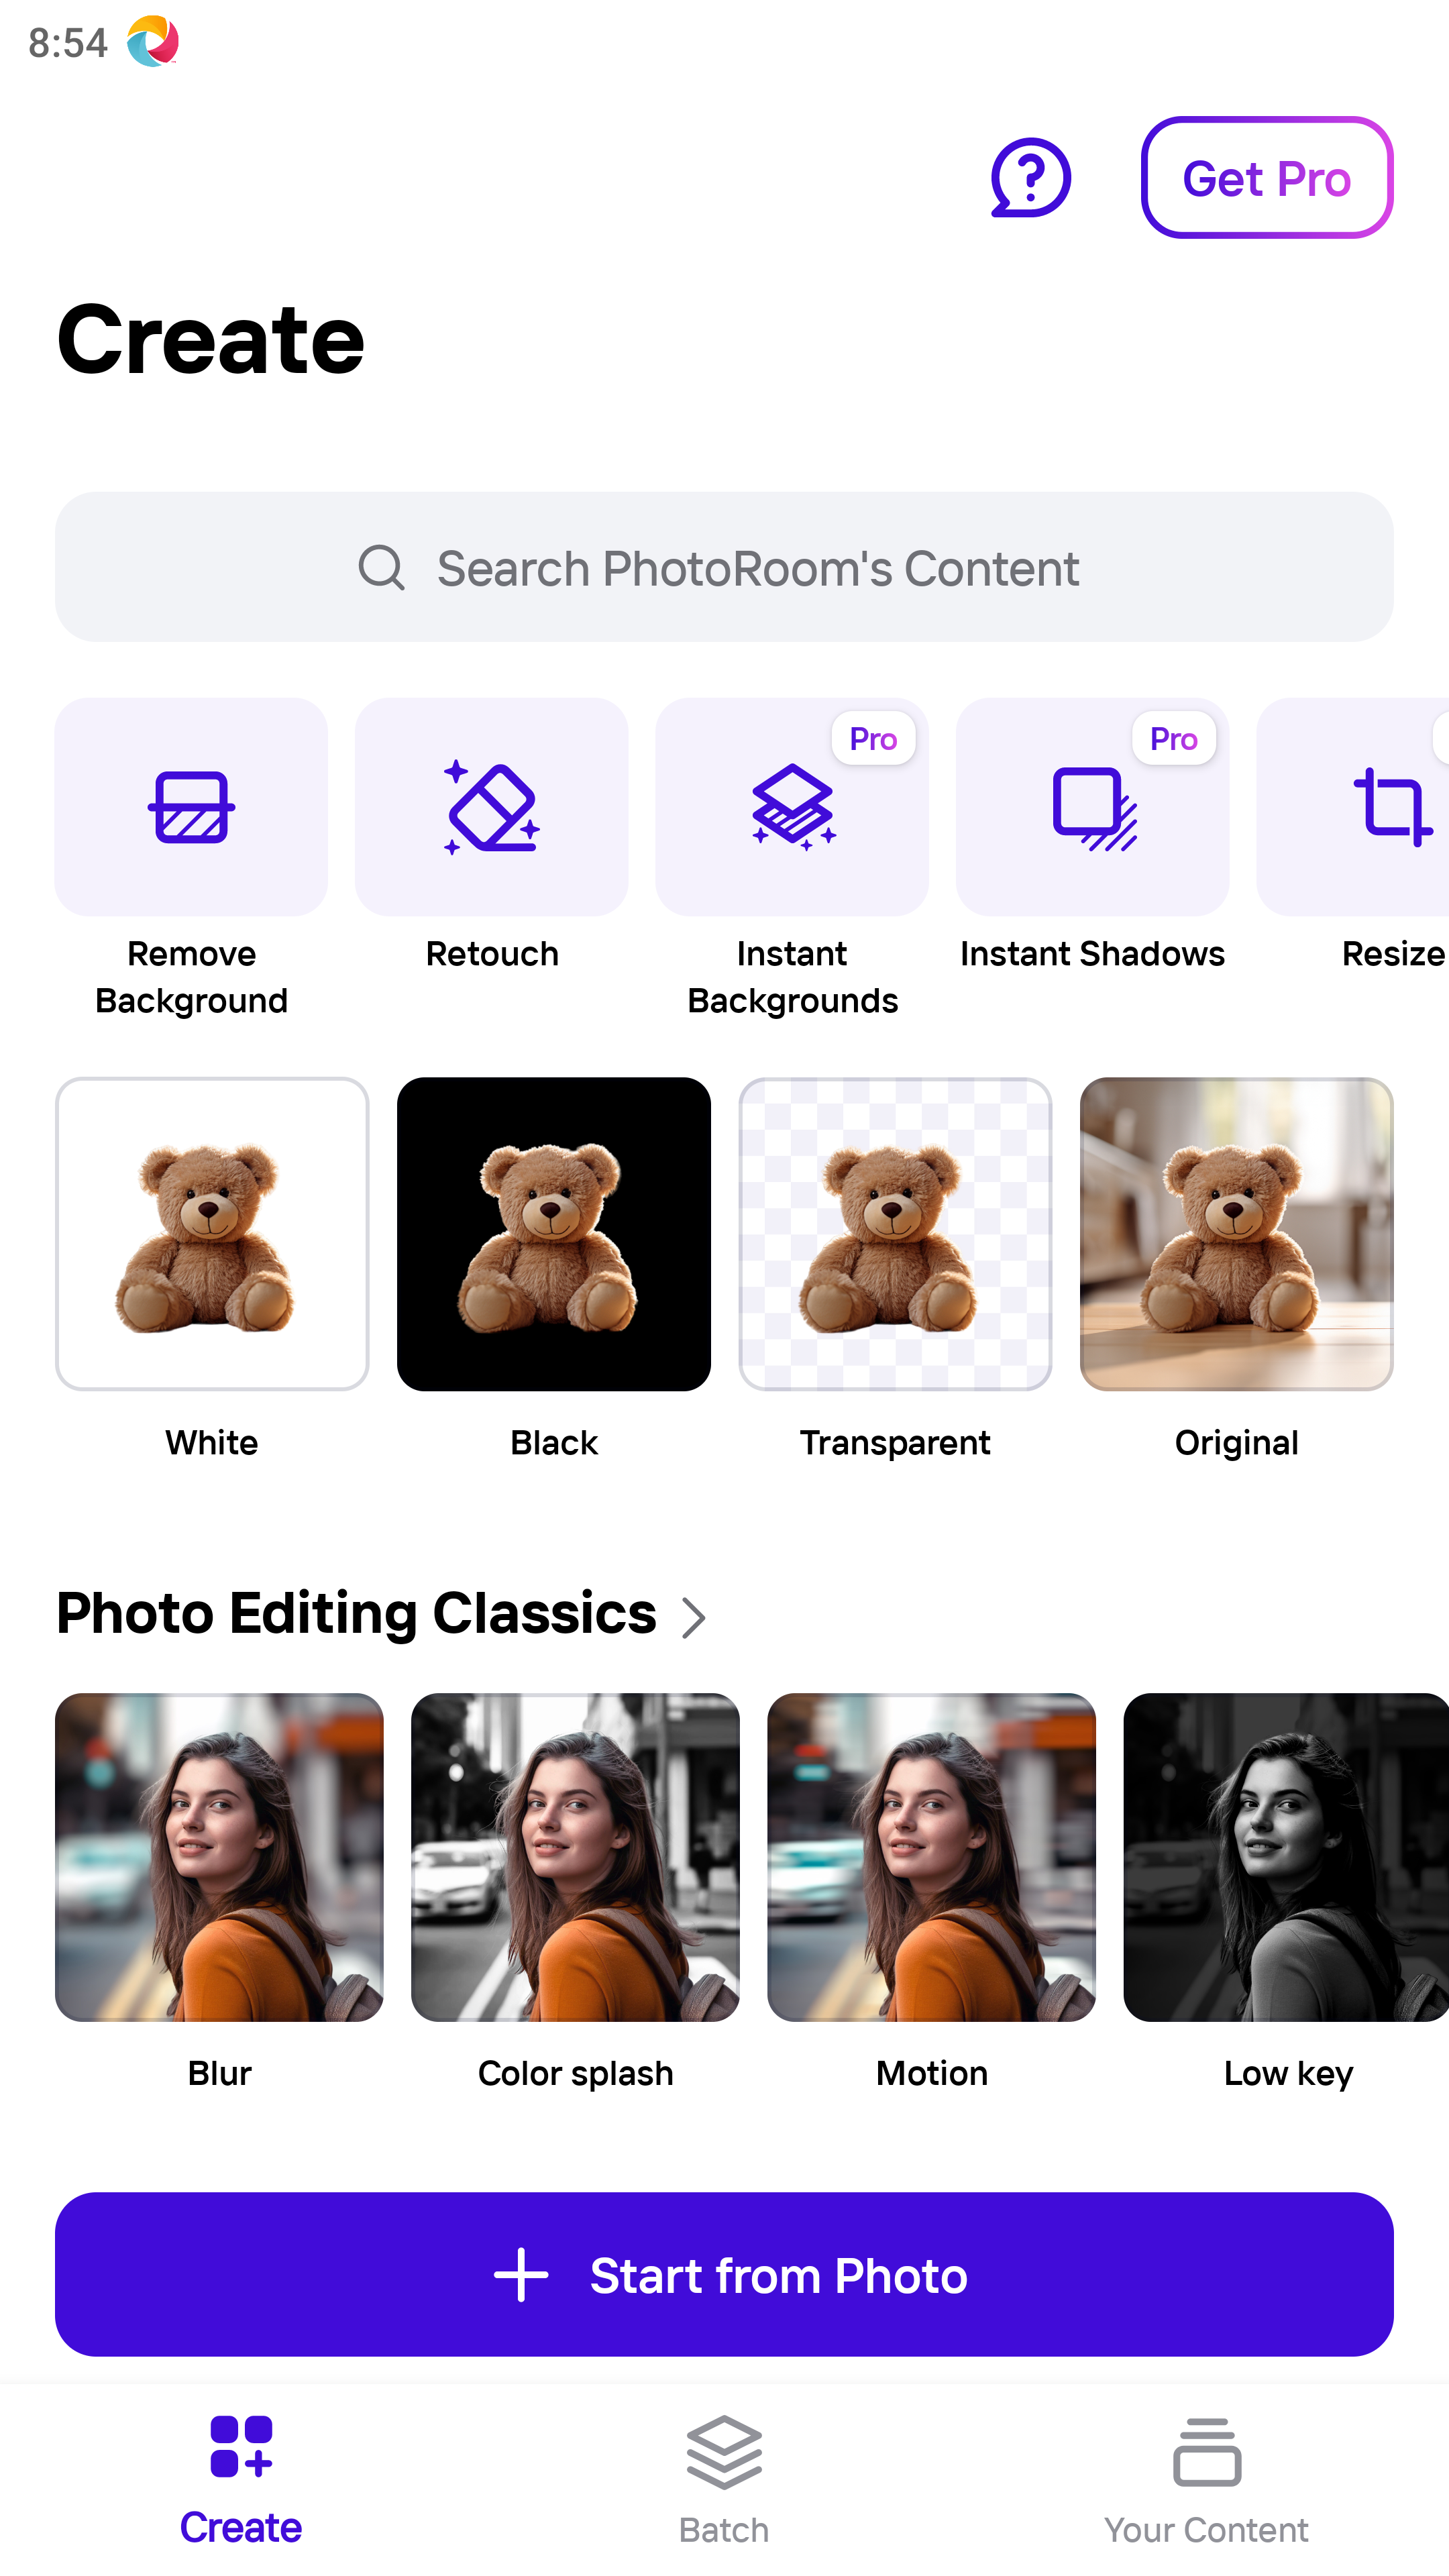 8:54
Get Pro
Create
Search PhotoRoom's Content
Pro
Pro
Remove
Background
Retouch
Instant
Backgrounds
Instant Shadows
Resize
White
Black
Transparent
Original
Photo Editing Classics
Blur
Color splash
Motion
Low key
Start from Photo
Create
Batch
Your Content